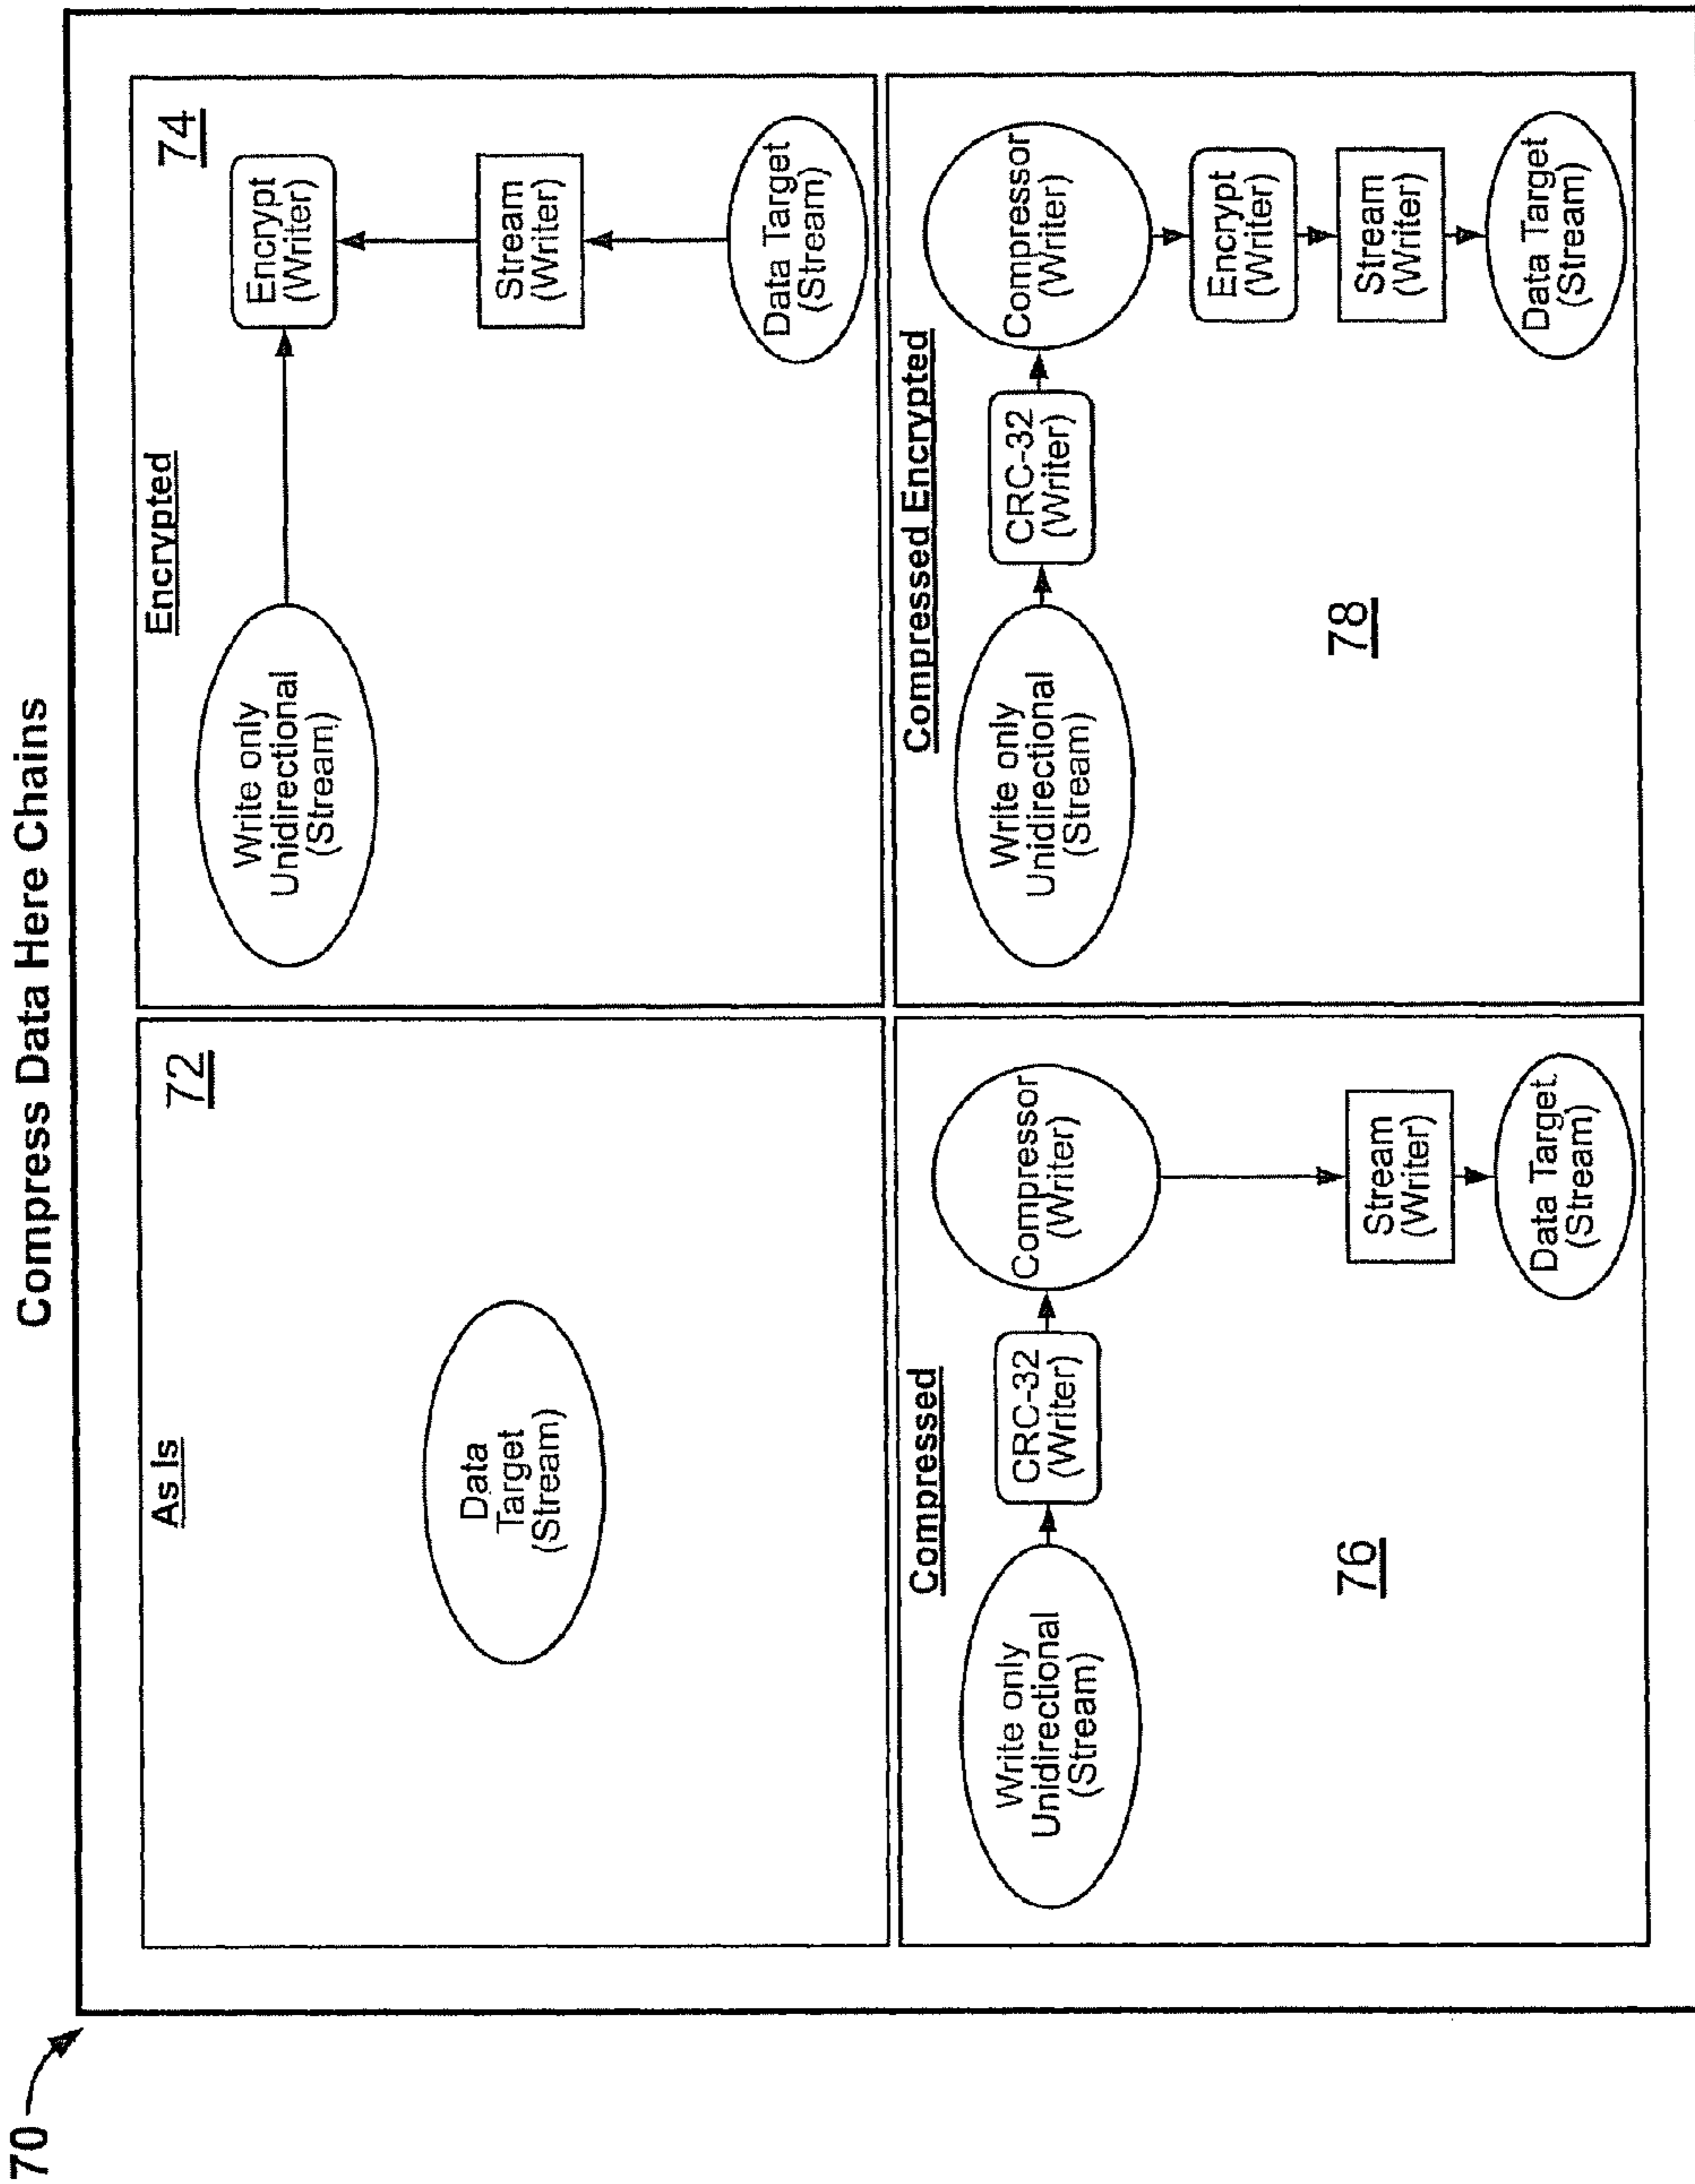 70
Compress Data Here Chains
As Is
72
Data
Target
(Stream)
Encrypted
74
Write only
Unidirectional
(Stream)
Encrypt
(Writer)
Stream
(Writer)
Data Target
(Stream)
Compressed
Write only
Unidirectional
(Stream)
CRC-32
(Writer)
Compressor
(Writer)
Stream
(Writer)
Data Target
(Stream)
76
Compressed Encrypted
Write only
Unidirectional
(Stream)
CRC-32
(Writer)
Compressor
(Writer)
Encrypt
(Writer)
Stream
(Writer)
Data Target
(Stream)
78